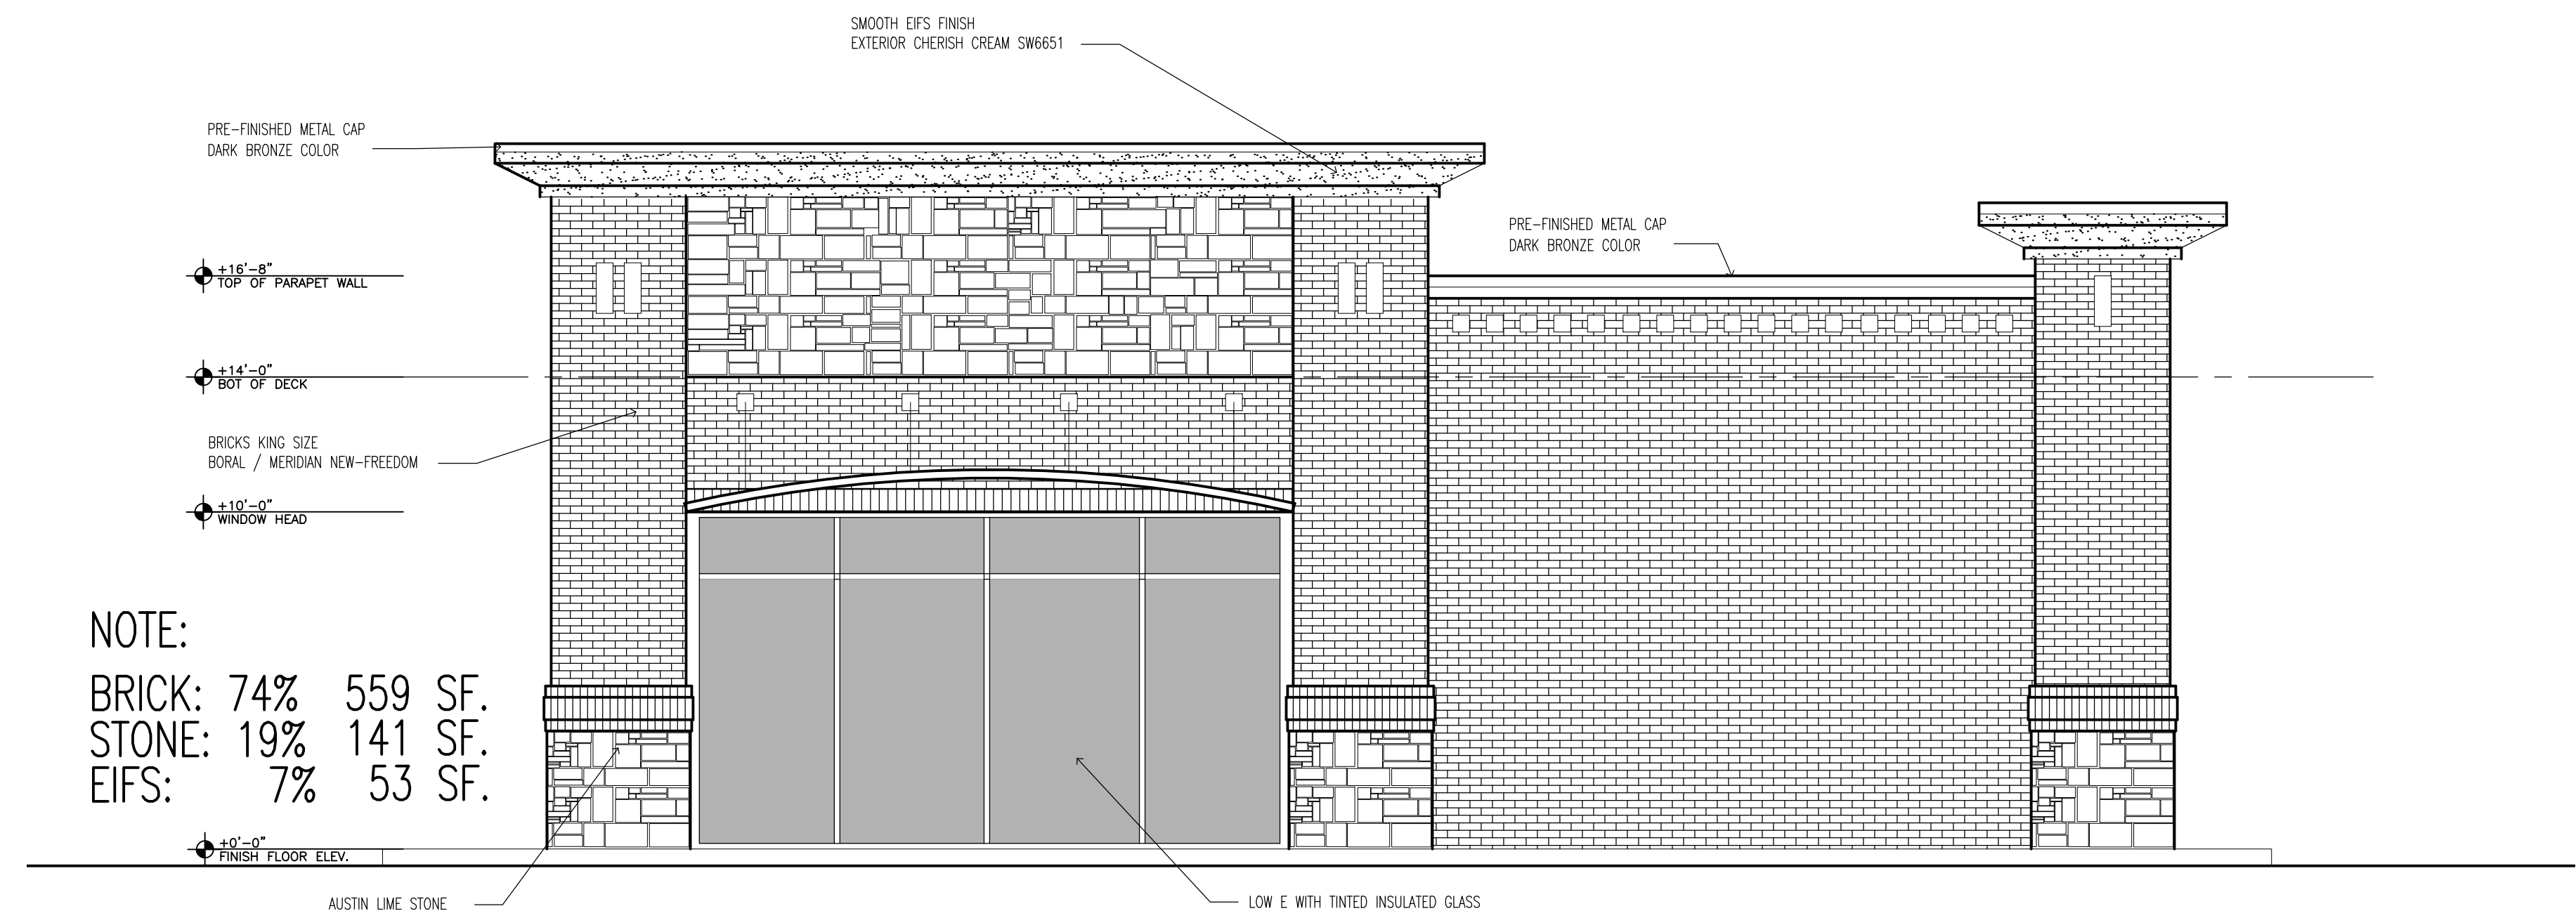 SMOOTH EIFS FINISH
EXTERIOR CHERISH CREAM SW6651
PRE-FINISHED METAL CAP
DARK BRONZE COLOR
PRE-FINISHED METAL CAP
DARK BRONZE COLOR
+16'-8"
TOP OF PARAPET WALL
+14'-0"
BOT OF DECK
BRICKS KING SIZE
BORAL / MERIDIAN NEW-FREEDOM
+10'-0"
WINDOW HEAD
NOTE:
BRICK: 74% 559 SF.
STONE: 19% 141 SF.
EIFS: 7% 53 SF.
+0'-0"
FINISH FLOOR ELEV.
AUSTIN LIME STONE
LOW E WITH TINTED INSULATED GLASS